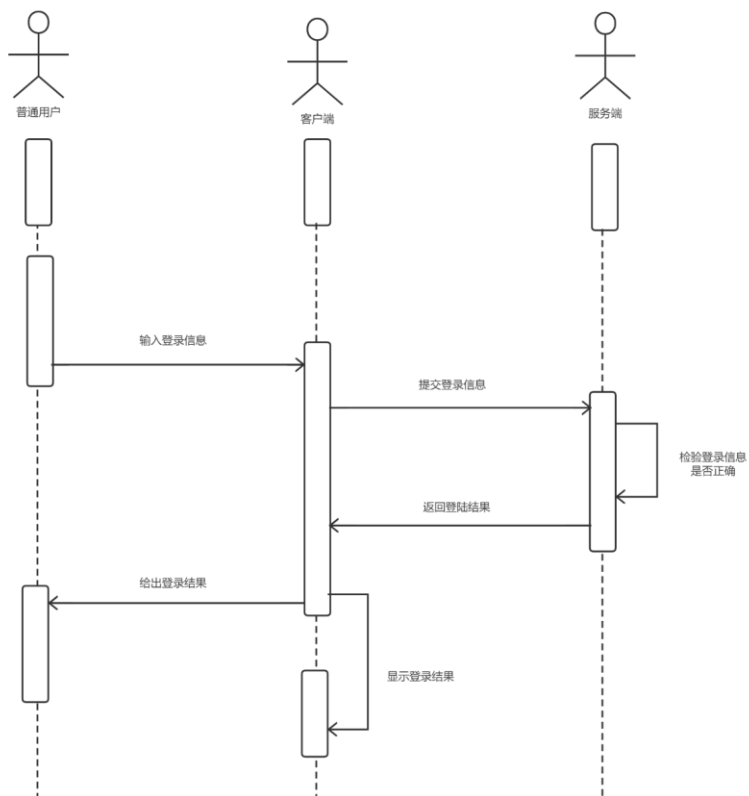 普通用户
客户端
服务端
输入登录信息
提交登录信息
检验登录信息
是否正确
返回登陆结果
给出登录结果
显示登录结果